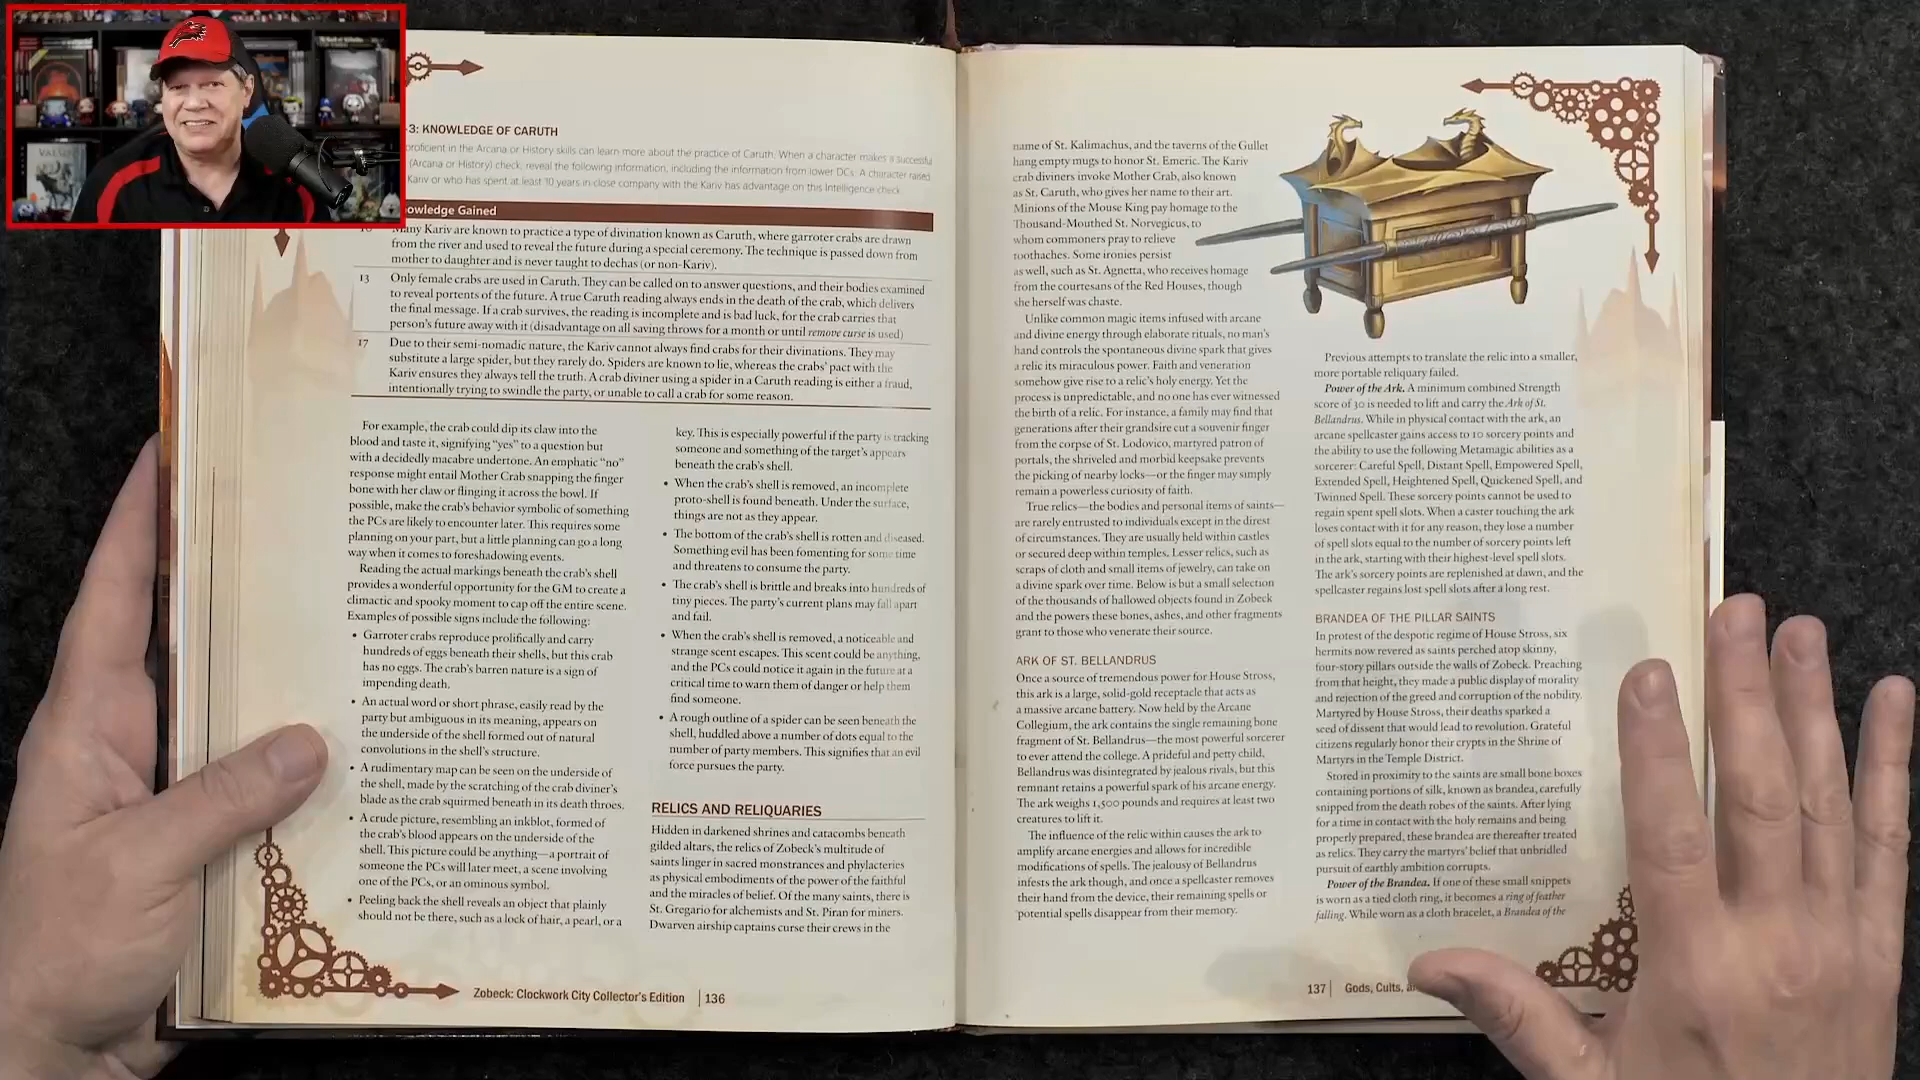 VALS
3: KNOWLEDGE OF CARUTH
proficient in the Arcana or History skills can learn more about the practice of Caruth. When a character makes a successful
(Arcana or History) check, reveal the following information, including the information from lower DCs. A character raised
Kariv or who has spent at least 10 years in close company with the Kariv has advantage on this Intelligence check.
owledge Gained
Many Kariv are known to practice a type of divination known as Caruth, where garroter crabs are drawn
from the river and used to reveal the future during a special ceremony. The technique is passed down from
mother to daughter and is never taught to dechas (or non-Kariv).
13 Only female crabs are used in Caruth. They can be called on to answer questions, and their bodies examined
to reveal portents of the future. A true Caruth reading always ends in the death of the crab, which delivers
the final message. If a crab survives, the reading is incomplete and is bad luck, for the crab carries that
person's future away with it (disadvantage on all saving throws for a month or until remove curse is used)
17 Due to their semi-nomadic nature, the Kariv cannot always find crabs for their divinations. They may
substitute a large spider, but they rarely do. Spiders are known to lie, whereas the crabs' pact with the
Kariv ensures they always tell the truth. A crab diviner using a spider in a Caruth reading is either a fraud,
intentionally trying to swindle the party, or unable to call a crab for some reason.
For example, the crab could dip its claw into the
blood and taste it, signifying "yes" to a question but
with a decidedly macabre undertone. An emphatic "no"
response might entail Mother Crab snapping the finger
bone with her claw or flinging it across the bowl. If
possible, make the crab's behavior symbolic of something
the PCs are likely to encounter later. This requires some
planning on your part, but a little planning can go a long
way when it comes to foreshadowing events.
Reading the actual markings beneath the crab's shell
provides a wonderful opportunity for the GM to create a
climactic and spooky moment to cap off the entire scene.
Examples of possible signs include the following:
• Garroter crabs reproduce prolifically and carry
hundreds of eggs beneath their shells, but this crab
has no eggs. The crab's barren nature is a sign of
impending death.
• An actual word or short phrase, easily read by the
party but ambiguous in its meaning, appears on
the underside of the shell formed out of natural
convolutions in the shell's structure.
• A rudimentary map can be seen on the underside of
the shell, made by the scratching of the crab diviner's
blade as the crab squirmed beneath in its death throes.
• A crude picture, resembling an inkblot, formed of
the crab's blood appears on the underside of the
shell. This picture could be anything—a portrait of
someone the PCs will later meet, a scene involving
one of the PCs, or an ominous symbol.
• Peeling back the shell reveals an object that plainly
should not be there, such as a lock of hair, a pearl, or a
key. This is especially powerful if the party is tracking
someone and something of the target's appears
beneath the crab's shell.
• When the crab's shell is removed, an incomplete
proto-shell is found beneath. Under the surface,
things are not as they appear.
• The bottom of the crab's shell is rotten and diseased.
Something evil has been fomenting for some time
and threatens to consume the party.
• The crab's shell is brittle and breaks into hundreds of
tiny pieces. The party's current plans may fall apart
and fail.
• When the crab's shell is removed, a noticeable and
strange scent escapes. This scent could be anything,
and the PCs could notice it again in the future at a
critical time to warn them of danger or help them
find someone.
• A rough outline of a spider can be seen beneath the
shell, huddled above a number of dots equal to the
number of party members. This signifies that an evil
force pursues the party.
RELICS AND RELIQUARIES
Hidden in darkened shrines and catacombs beneath
gilded altars, the relics of Zobeck's multitude of
saints linger in sacred monstrances and phylacteries
as physical embodiments of the power of the faithful
and the miracles of belief. Of the many saints, there is
St. Gregario for alchemists and St. Piran for miners.
Dwarven airship captains curse their crews in the
Zobeck: Clockwork City Collector's Edition | 136
name of St. Kalimachus, and the taverns of the Gullet
hang empty mugs to honor St. Emeric. The Kariv
crab diviners invoke Mother Crab, also known
as St. Caruth, who gives her name to their art.
Minions of the Mouse King pay homage to the
Thousand-Mouthed St. Norvegicus, to
whom commoners pray to relieve
toothaches. Some ironies persist
as well, such as St. Agnetta, who receives homage
from the courtesans of the Red Houses, though
she herself was chaste.
Unlike common magic items infused with arcane
and divine energy through elaborate rituals, no man's
hand controls the spontaneous divine spark that gives
a relic its miraculous power. Faith and veneration
somehow give rise to a relic's holy energy. Yet the
process is unpredictable, and no one has ever witnessed
the birth of a relic. For instance, a family may find that
generations after their grandsire cut a souvenir finger
from the corpse of St. Lodovico, martyred patron of
portals, the shriveled and morbid keepsake prevents
the picking of nearby locks—or the finger may simply
remain a powerless curiosity of faith.
True relics—the bodies and personal items of saints—
are rarely entrusted to individuals except in the direst
of circumstances. They are usually held within castles
or secured deep within temples. Lesser relics, such as
scraps of cloth and small items of jewelry, can take on
a divine spark over time. Below is but a small selection
of the thousands of hallowed objects found in Zobeck
and the powers these bones, ashes, and other fragments
grant to those who venerate their source.
ARK OF ST. BELLANDRUS
Once a source of tremendous power for House Stross,
this ark is a large, solid-gold receptacle that acts as
a massive arcane battery. Now held by the Arcane
Collegium, the ark contains the single remaining bone
fragment of St. Bellandrus—the most powerful sorcerer
to ever attend the college. A prideful and petty child,
Bellandrus was disintegrated by jealous rivals, but this
remnant retains a powerful spark of his arcane energy.
The ark weighs 1,500 pounds and requires at least two
creatures to lift it.
The influence of the relic within causes the ark to
amplify arcane energies and allows for incredible
modifications of spells. The jealousy of Bellandrus
infests the ark though, and once a spellcaster removes
their hand from the device, their remaining spells or
potential spells disappear from their memory.
Previous attempts to translate the relic into a smaller,
more portable reliquary failed.
Power of the Ark. A minimum combined Strength
score of 30 is needed to lift and carry the Ark of St.
Bellandrus. While in physical contact with the ark, an
arcane spellcaster gains access to 10 sorcery points and
the ability to use the following Metamagic abilities as a
sorcerer: Careful Spell, Distant Spell, Empowered Spell,
Extended Spell, Heightened Spell, Quickened Spell, and
Twinned Spell. These sorcery points cannot be used to
regain spent spell slots. When a caster touching the ark
loses contact with it for any reason, they lose a number
of spell slots equal to the number of sorcery points left
in the ark, starting with their highest-level spell slots.
The ark's sorcery points are replenished at dawn, and the
spellcaster regains lost spell slots after a long rest.
BRANDEA OF THE PILLAR SAINTS
In protest of the despotic regime of House Stross, six
hermits now revered as saints perched atop skinny,
four-story pillars outside the walls of Zobeck. Preaching
from that height, they made a public display of morality
and rejection of the greed and corruption of the nobility.
Martyred by House Stross, their deaths sparked a
seed of dissent that would lead to revolution. Grateful
citizens regularly honor their crypts in the Shrine of
Martyrs in the Temple District.
Stored in proximity to the saints are small bone boxes
containing portions of silk, known as brandea, carefully
snipped from the death robes of the saints. After lying
for a time in contact with the holy remains and being
properly prepared, these brandea are thereafter treated
as relics. They carry the martyrs' belief that unbridled
pursuit of earthly ambition corrupts.
Power of the Brandea. If one of these small snippets
is worn as a tied cloth ring, it becomes a ring of feather
falling. While worn as a cloth bracelet, a Brandea of the
137 | Gods, Cults,